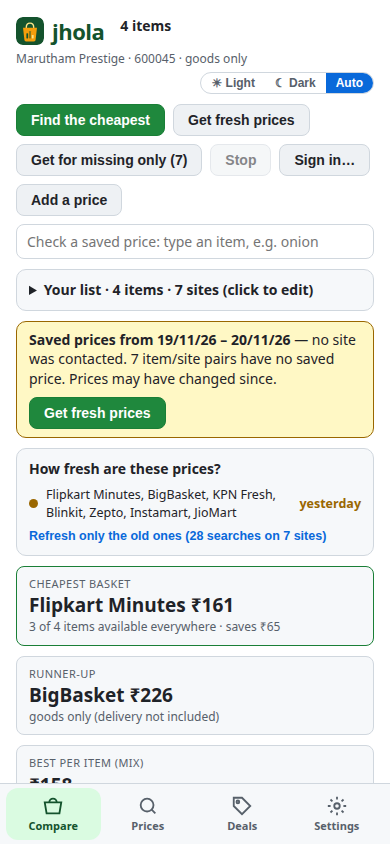 jhola 4 items
Marutham Prestige · 600045 · goods only
☀ Light ☾ Dark Auto
Find the cheapest Get fresh prices
Get for missing only (7) Stop Sign in…
Add a price
Check a saved price: type an item, e.g. onion
▶ Your list · 4 items · 7 sites (click to edit)
Saved prices from 19/11/26 – 20/11/26 — no site
was contacted. 7 item/site pairs have no saved
price. Prices may have changed since.
Get fresh prices
How fresh are these prices?
Flipkart Minutes, BigBasket, KPN Fresh,
Blinkit, Zepto, Instamart, JioMart
yesterday
Refresh only the old ones (28 searches on 7 sites)
CHEAPEST BASKET
Flipkart Minutes ₹161
3 of 4 items available everywhere · saves ₹65
RUNNER-UP
BigBasket ₹226
goods only (delivery not included)
BEST PER ITEM (MIX)
Compare Prices Deals Settings